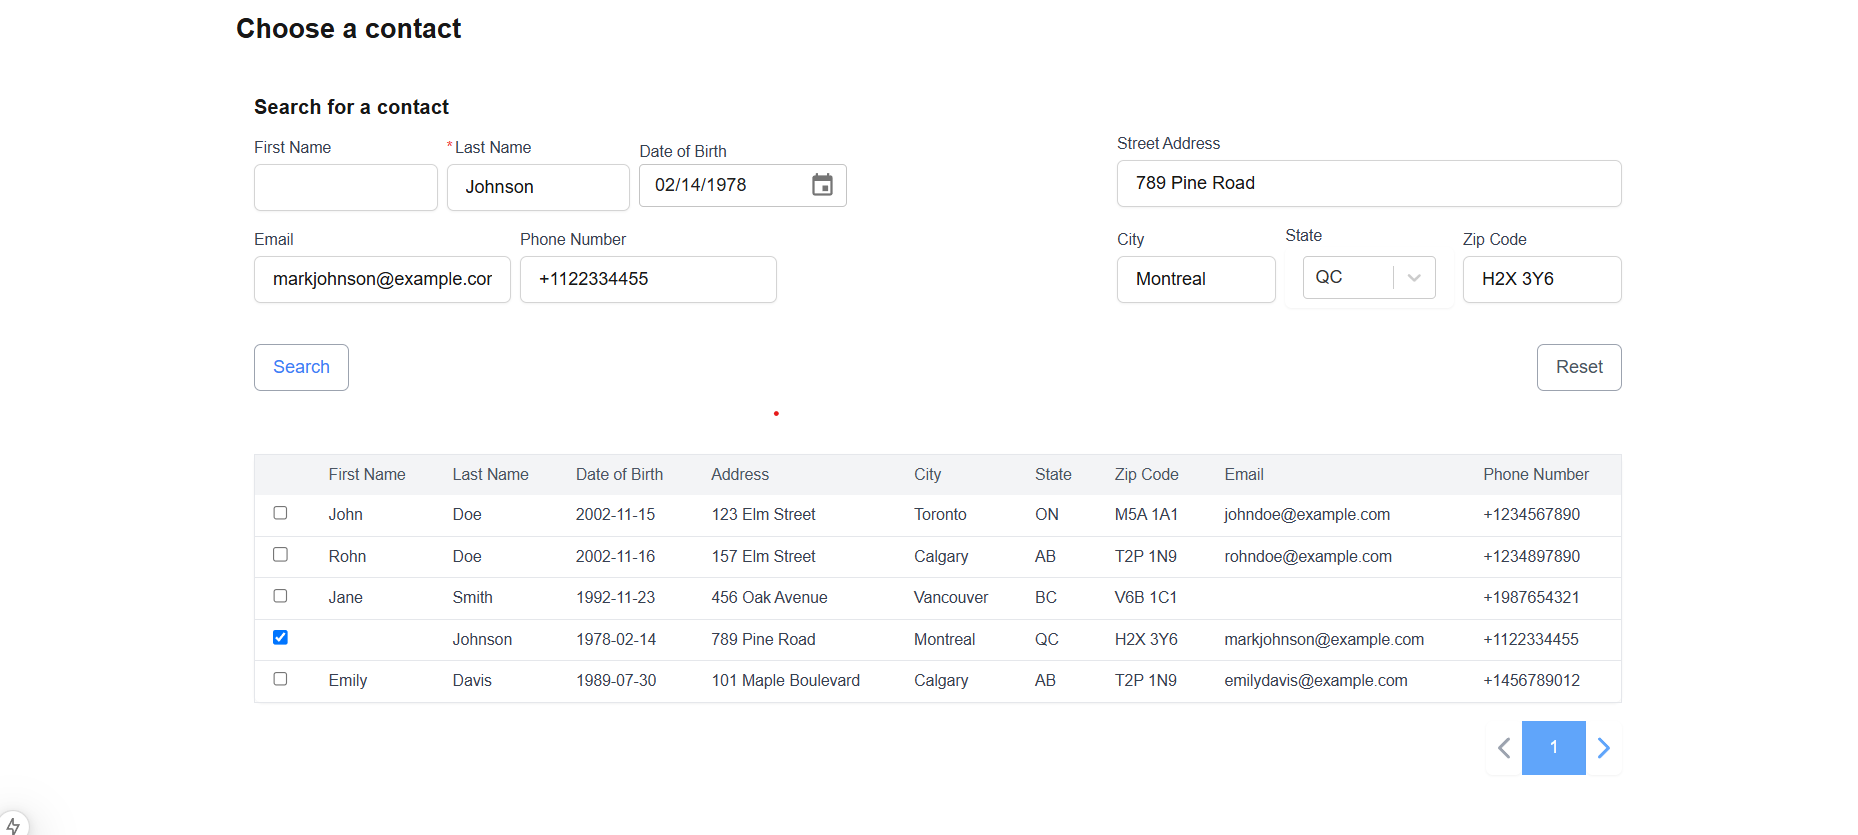 Choose a contact
Search for a contact
First Name
*Last Name
Date of Birth
Street Address
Johnson
02/14/1978
789 Pine Road
Email
Phone Number
City
State
Zip Code
markjohnson@example.cor
+1122334455
Montreal
QC
H2X 3Y6
Search
Reset
First Name Last Name Date of Birth Address City State Zip Code Email Phone Number
John Doe 2002-11-15 123 Elm Street Toronto ON M5A 1A1 johndoe@example.com +1234567890
Rohn Doe 2002-11-16 157 Elm Street Calgary AB T2P 1N9 rohndoe@example.com +1234897890
Jane Smith 1992-11-23 456 Oak Avenue Vancouver BC V6B 1C1 +1987654321
Johnson 1978-02-14 789 Pine Road Montreal QC H2X 3Y6 markjohnson@example.com +1122334455
Emily Davis 1989-07-30 101 Maple Boulevard Calgary AB T2P 1N9 emilydavis@example.com +1456789012
1